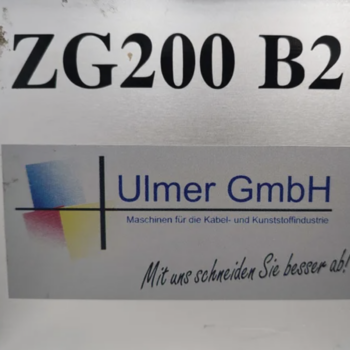 ZG200 B2
Ulmer GmbH
Maschinen für die Kabel- und Kunststoffindustrie
Mit uns schneiden Sie besser ab!